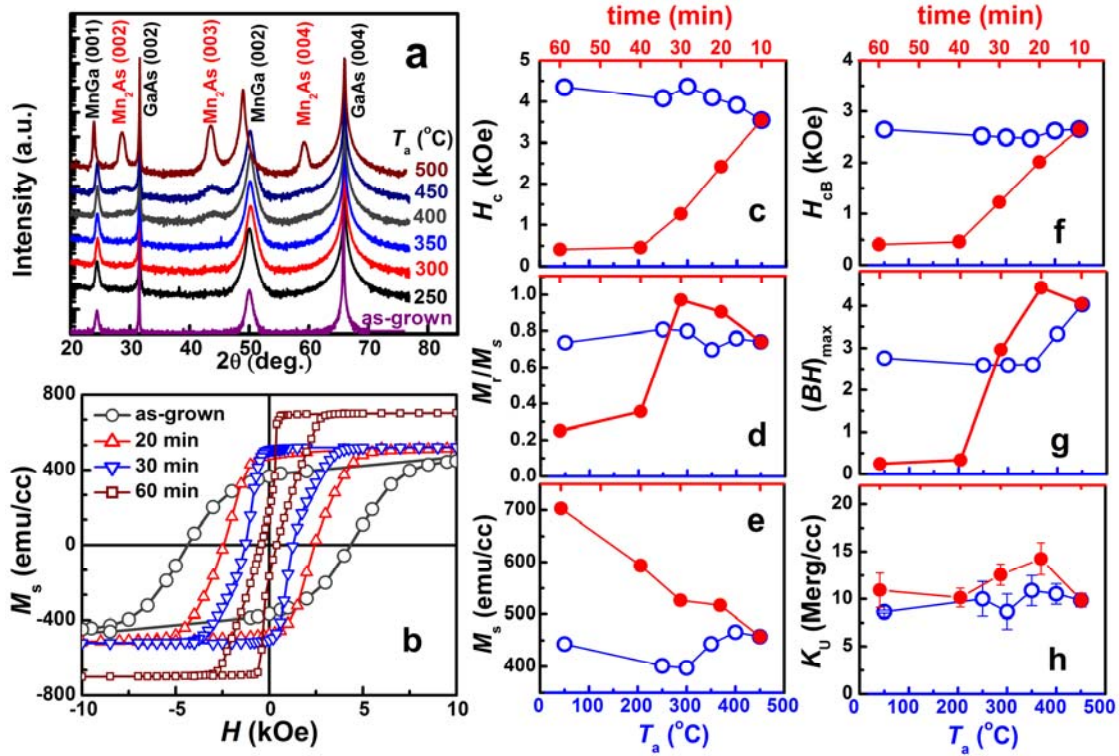 a
Intensity (a.u.)
MnGa (001)
Mn2As (002)
GaAs (002)
Mn2As (003)
MnGa (002)
Mn2As (004)
GaAs (004)
Ta (oC)
500
450
400
350
300
250
as-grown
20 30 40 50 60 70 80
2θ (deg.)
Ms (emu/cc)
800
400
0
-400
-800
as-grown
20 min
30 min
60 min
b
-10 -5 0 5 10
H (kOe)
time (min)
60 50 40 30 20 10
Hc (kOe)
5
4
3
2
1
0
c
Mr/Ms
1.2
1.0
0.8
0.6
0.4
0.2
0.0
d
Ms (emu/cc)
700
600
500
400
e
0 100 200 300 400 500
Ta (oC)
time (min)
60 50 40 30 20 10
HcB (kOe)
4
3
2
1
0
f
(BH)max
4
3
2
1
0
g
KU (Merg/cc)
20
15
10
5
0
h
0 100 200 300 400 500
Ta (oC)